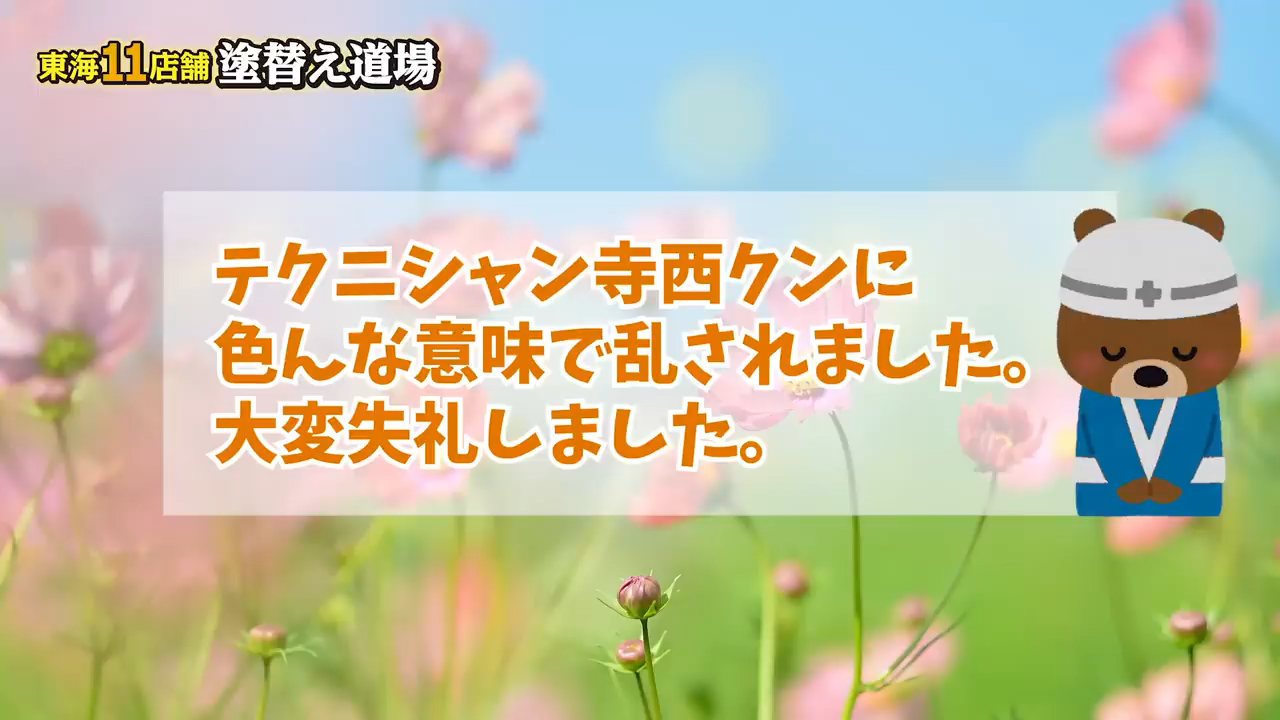 東海11店舗 塗替え道場
テクニシャン寺西クンに
色んな意味で乱されました。
大変失礼しました。